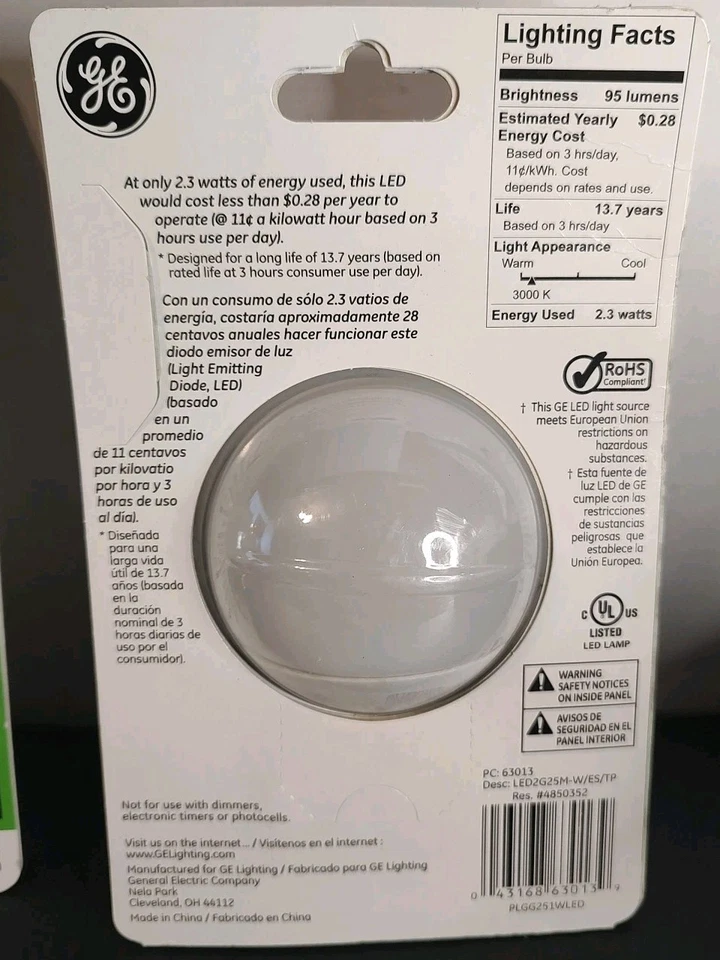 GE
Lighting Facts
Per Bulb
Brightness 95 lumens
Estimated Yearly $0.28
Energy Cost
Based on 3 hrs/day,
11¢/kWh. Cost
depends on rates and use.
Life 13.7 years
Based on 3 hrs/day
Light Appearance
Warm Cool
3000 K
Energy Used 2.3 watts
At only 2.3 watts of energy used, this LED
would cost less than $0.28 per year to
operate (@ 11¢ a kilowatt hour based on 3
hours use per day).
* Designed for a long life of 13.7 years (based on
rated life at 3 hours consumer use per day).
Con un consumo de sólo 2.3 vatios de
energía, costaría aproximadamente 28
centavos anuales hacer funcionar este
diodo emisor de luz
(Light Emitting
Diode, LED)
(basado
en un
promedio
de 11 centavos
por kilovatio
por hora y 3
horas de uso
al día).
* Diseñada
para una
larga vida
útil de 13.7
años (basada
en la
duración
nominal de 3
horas diarias de
uso por el
consumidor).
RoHS
Compliant†
† This GE LED light source
meets European Union
restrictions on
hazardous
substances.
† Esta fuente de
luz LED de GE
cumple con las
restricciones
de sustancias
peligrosas que
establece la
Unión Europea.
C UL US
LISTED
LED LAMP
WARNING
SAFETY NOTICES
ON INSIDE PANEL
AVISOS DE
SEGURIDAD EN EL
PANEL INTERIOR
PC: 63013
Desc: LED2G25M-W/ES/TP
Res. #4850352
0 43168 63013 9
PLGG251WLED
Not for use with dimmers,
electronic timers or photocells.
Visit us on the internet... / Visítenos en el internet :
www.GELighting.com
Manufactured for GE Lighting / Fabricado para GE Lighting
General Electric Company
Nela Park
Cleveland, OH 44112
Made in China / Fabricado en China